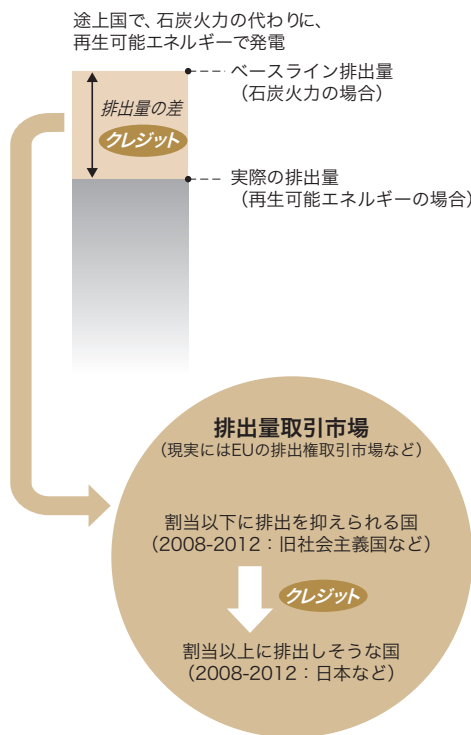 途上国で、石炭火力の代わりに、
再生可能エネルギーで発電
ベースライン排出量
（石炭火力の場合）
排出量の差
クレジット
実際の排出量
（再生可能エネルギーの場合）
排出量取引市場
（現実にはEUの排出権取引市場など）
割当以下に排出を抑えられる国
（2008-2012：旧社会主義国など）
クレジット
割当以上に排出しそうな国
（2008-2012：日本など）